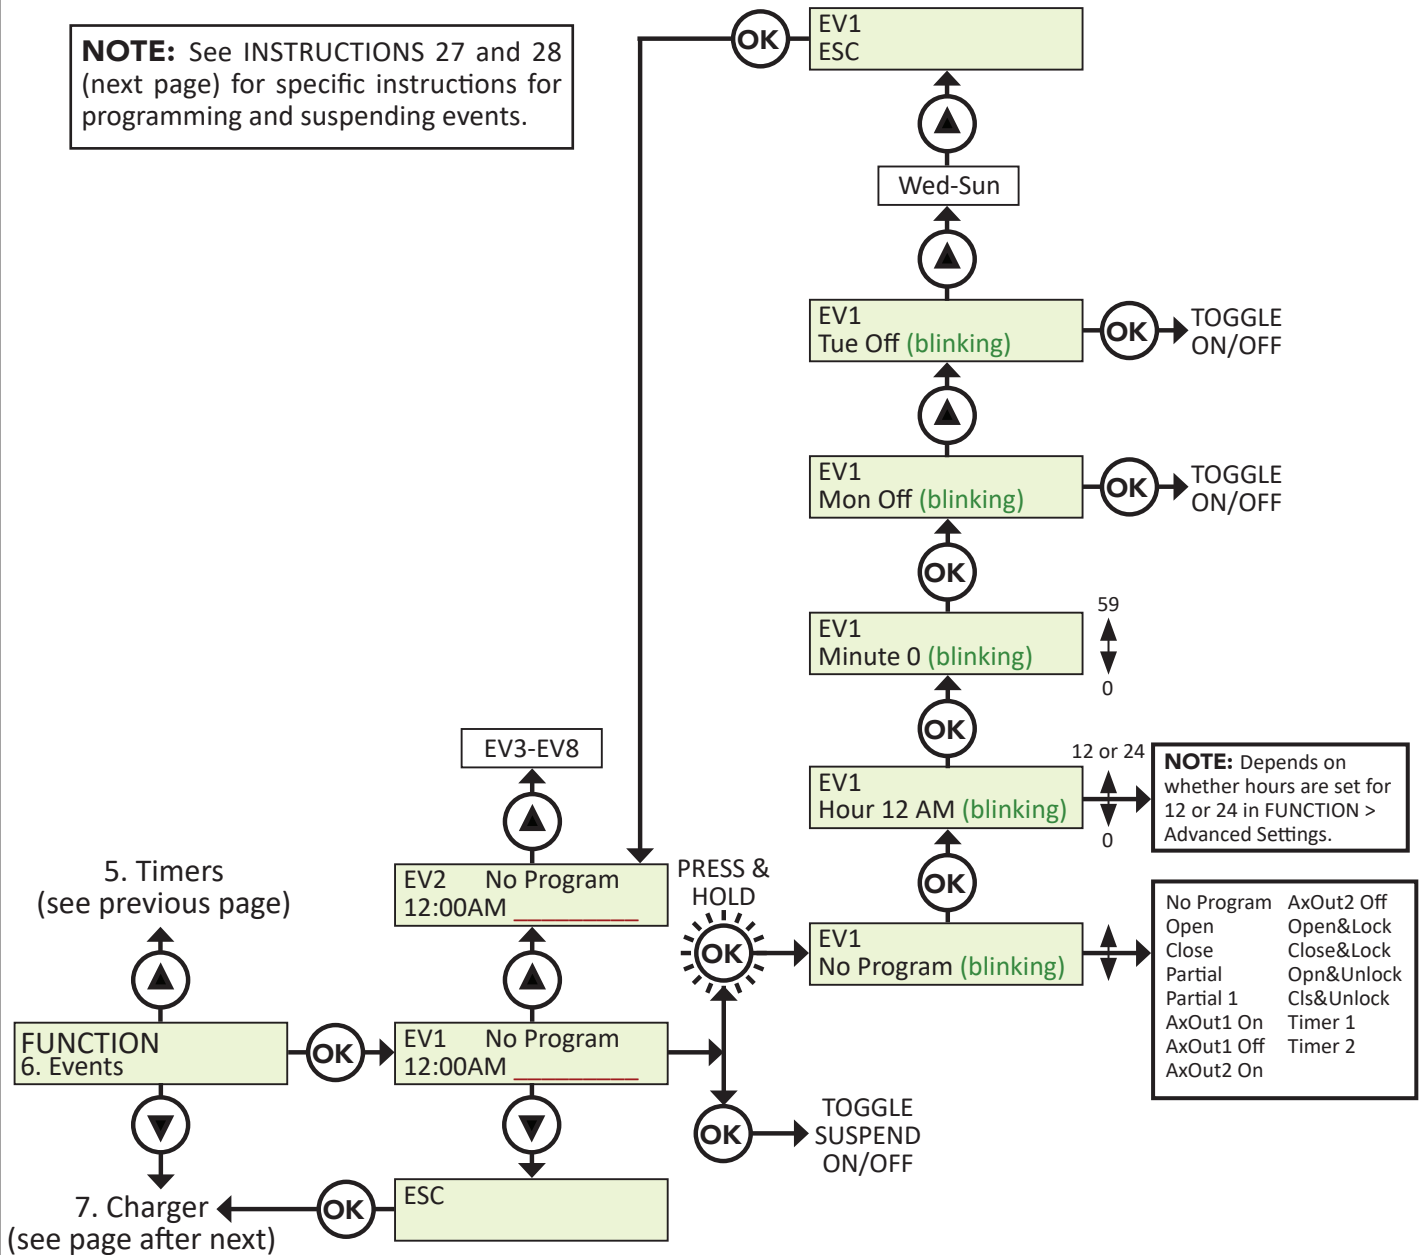 NOTE: See INSTRUCTIONS 27 and 28
(next page) for specific instructions for
programming and suspending events.
OK
EV1
ESC
Wed-Sun
EV1
Tue Off (blinking)
OK
TOGGLE
ON/OFF
EV1
Mon Off (blinking)
OK
TOGGLE
ON/OFF
OK
EV1
Minute 0 (blinking)
59
0
OK
EV1
Hour 12 AM (blinking)
12 or 24
0
NOTE: Depends on
whether hours are set for
12 or 24 in FUNCTION >
Advanced Settings.
OK
EV3-EV8
EV2 No Program
12:00AM _________
PRESS &
HOLD
OK
EV1
No Program (blinking)
No Program AxOut2 Off
Open Open&Lock
Close Close&Lock
Partial Opn&Unlock
Partial 1 Cls&Unlock
AxOut1 On Timer 1
AxOut1 Off Timer 2
AxOut2 On
5. Timers
(see previous page)
FUNCTION
6. Events
OK
EV1 No Program
12:00AM _________
OK
TOGGLE
SUSPEND
ON/OFF
7. Charger
(see page after next)
OK
ESC